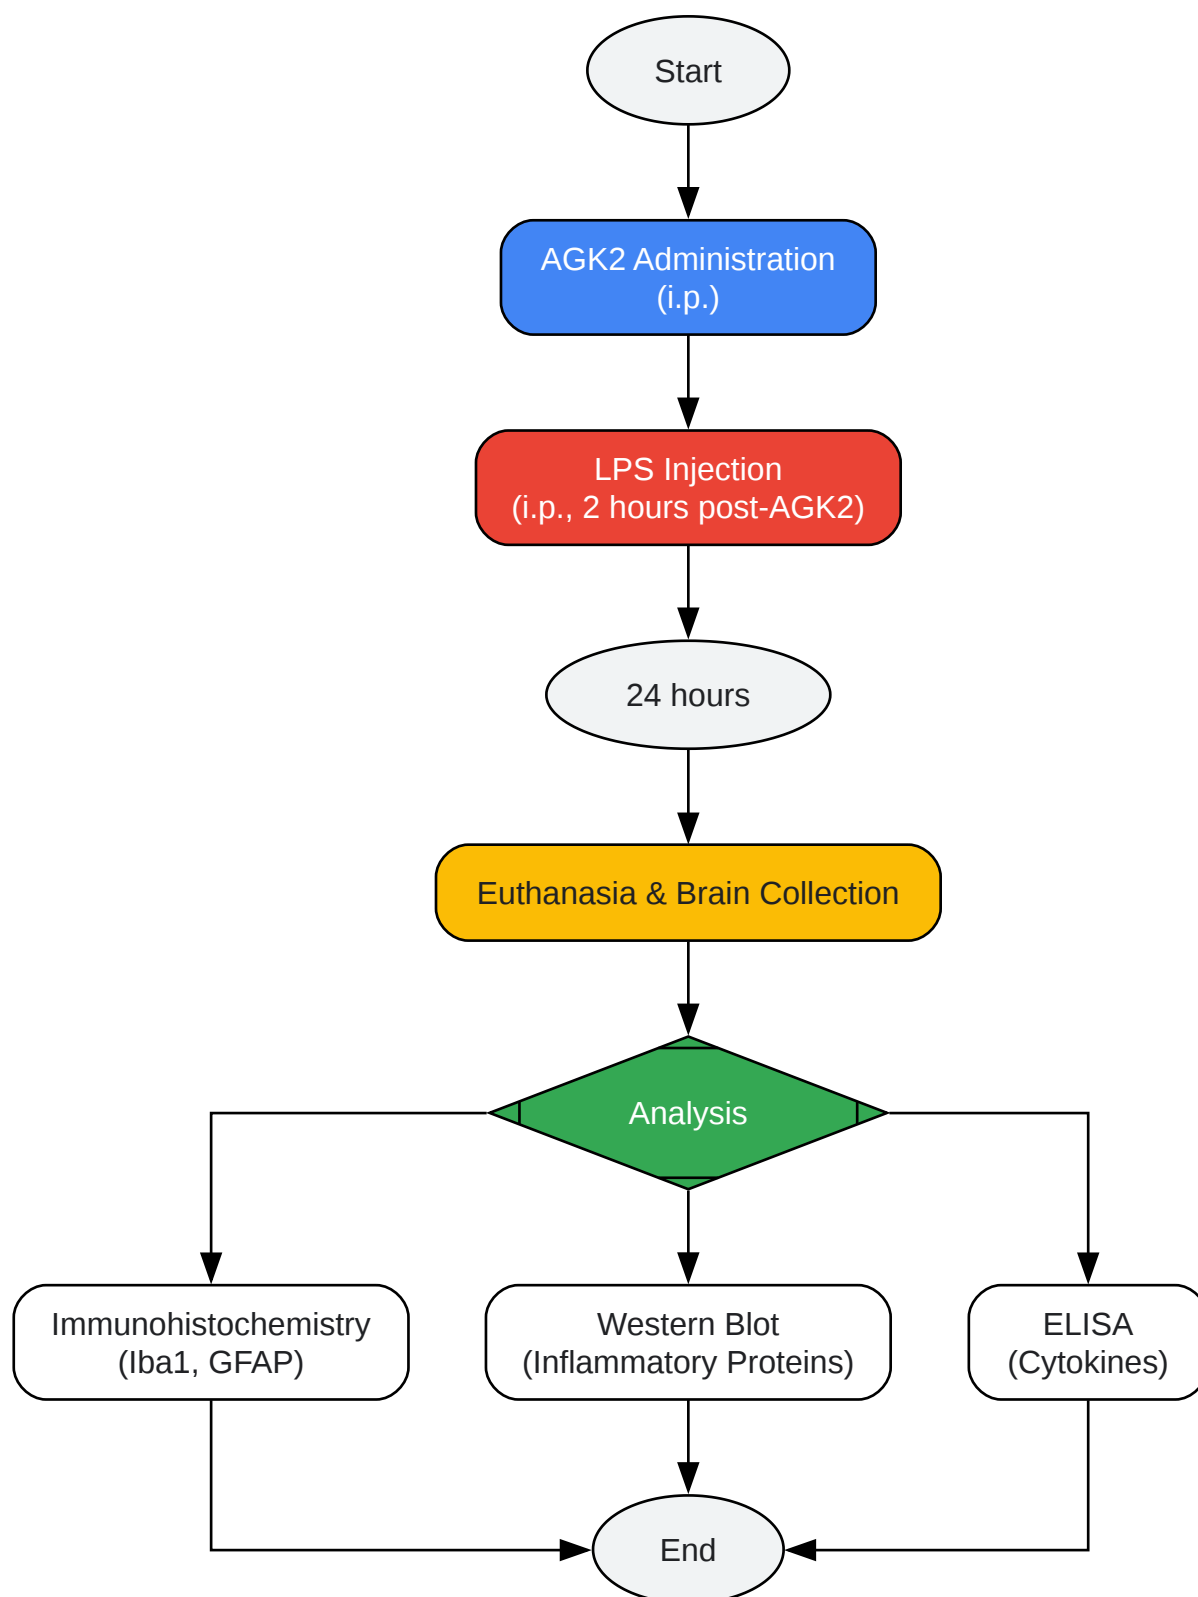 Start
AGK2 Administration
(i.p.)
LPS Injection
(i.p., 2 hours post-AGK2)
24 hours
Euthanasia & Brain Collection
Analysis
Immunohistochemistry
(Iba1, GFAP)
Western Blot
(Inflammatory Proteins)
ELISA
(Cytokines)
End